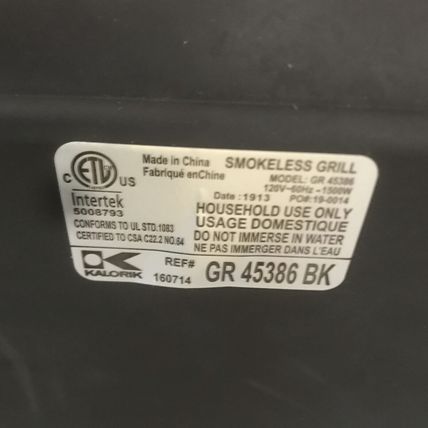 Made in China
Fabriqué enChine
SMOKELESS GRILL
MODEL: GR 45386
120V~60Hz -1500W
Date :1913 PO#:19-0014
C ETL US
Intertek
5008793
CONFORMS TO UL STD.1083
CERTIFIED TO CSA C22.2 NO.64
HOUSEHOLD USE ONLY
USAGE DOMESTIQUE
DO NOT IMMERSE IN WATER
NE PAS IMMERGER DANS L'EAU
K
KALORIK
REF#
160714
GR 45386 BK